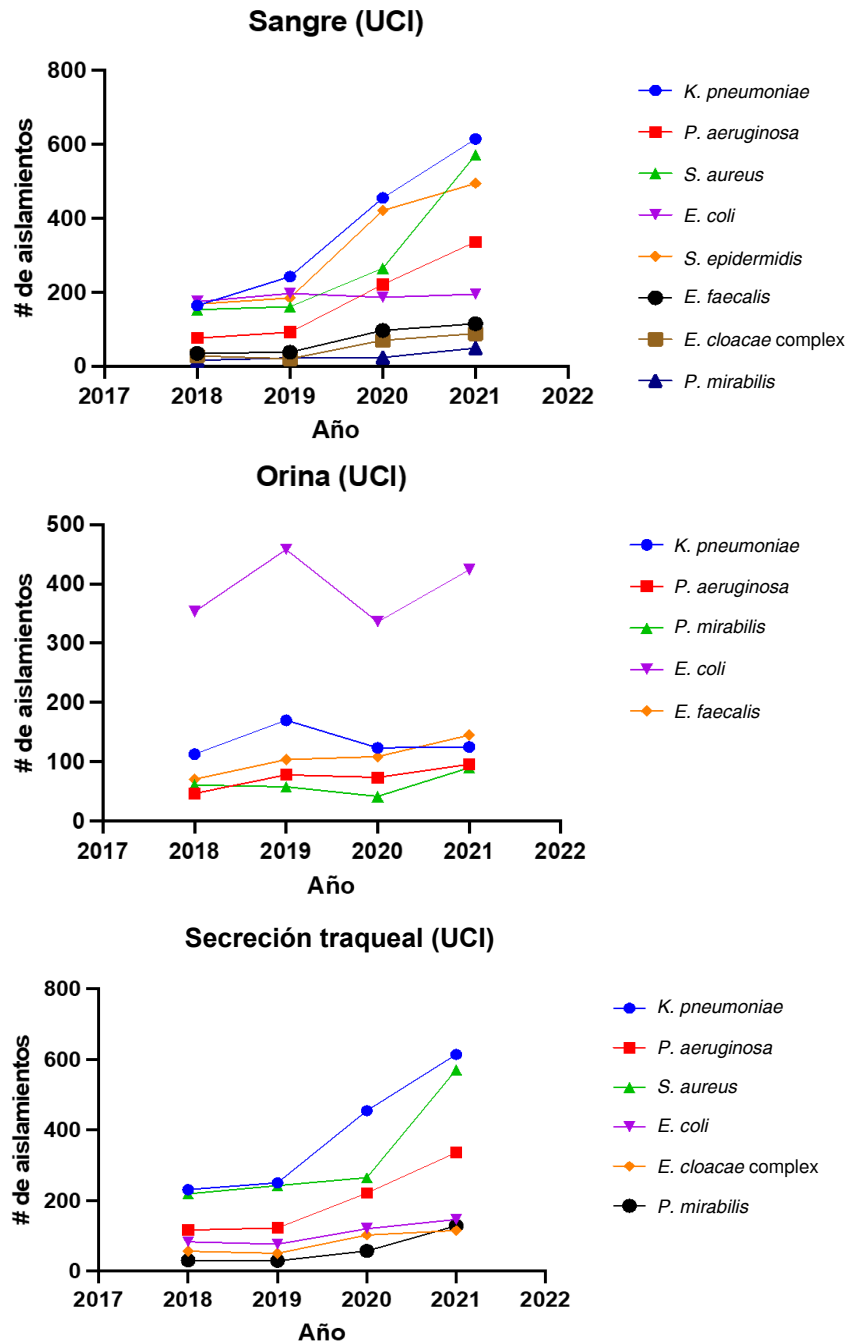 Sangre (UCI)
# de aislamientos
800
600
400
200
0
2017 2018 2019 2020 2021 2022
Año
K. pneumoniae
P. aeruginosa
S. aureus
E. coli
S. epidermidis
E. faecalis
E. cloacae complex
P. mirabilis
Orina (UCI)
# de aislamientos
500
400
300
200
100
0
2017 2018 2019 2020 2021 2022
Año
K. pneumoniae
P. aeruginosa
P. mirabilis
E. coli
E. faecalis
Secreción traqueal (UCI)
# de aislamientos
800
600
400
200
0
2017 2018 2019 2020 2021 2022
Año
K. pneumoniae
P. aeruginosa
S. aureus
E. coli
E. cloacae complex
P. mirabilis